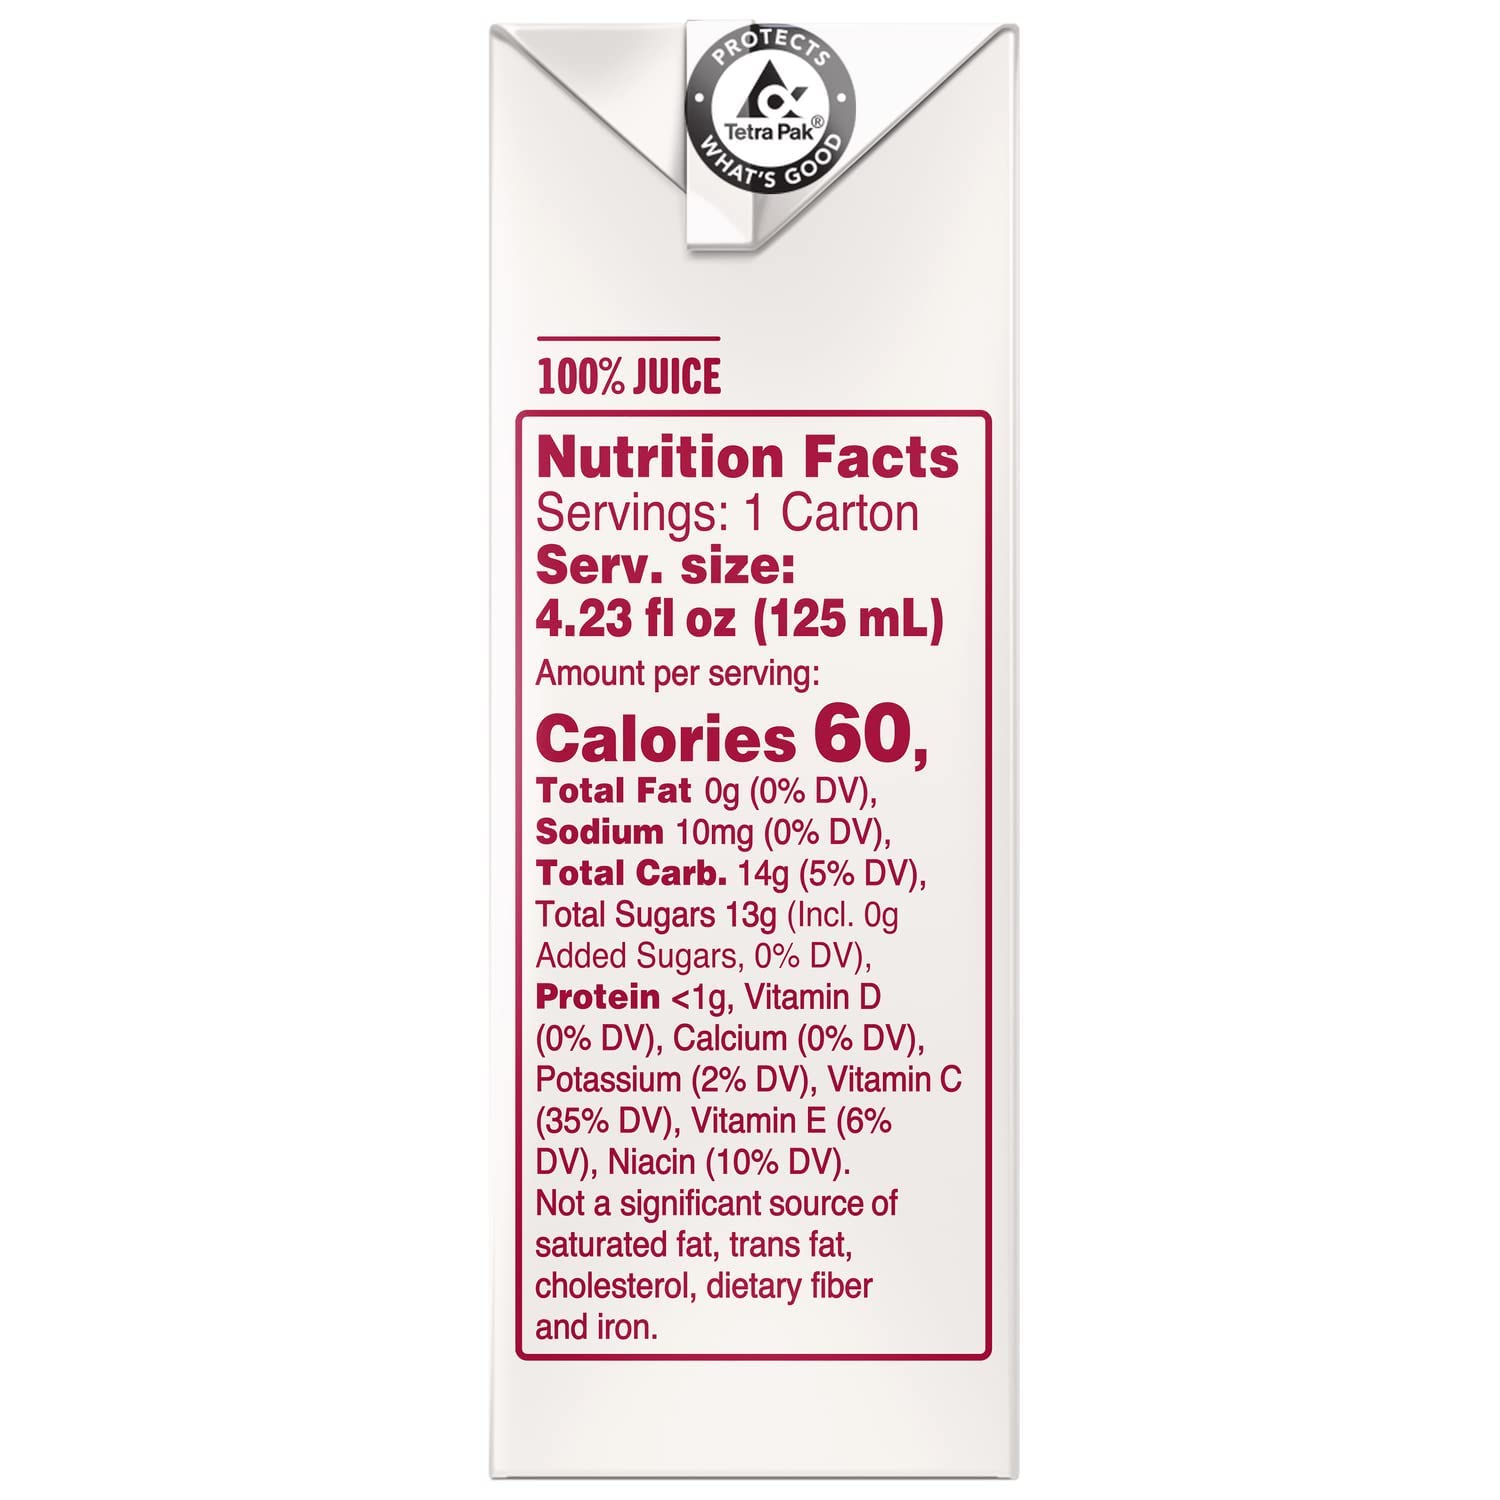 PROTECTS
Tetra Pak®
WHAT'S GOOD
100% JUICE
Nutrition Facts
Servings: 1 Carton
Serv. size:
4.23 fl oz (125 mL)
Amount per serving:
Calories 60,
Total Fat 0g (0% DV),
Sodium 10mg (0% DV),
Total Carb. 14g (5% DV),
Total Sugars 13g (Incl. 0g
Added Sugars, 0% DV),
Protein <1g, Vitamin D
(0% DV), Calcium (0% DV),
Potassium (2% DV), Vitamin C
(35% DV), Vitamin E (6%
DV), Niacin (10% DV).
Not a significant source of
saturated fat, trans fat,
cholesterol, dietary fiber
and iron.